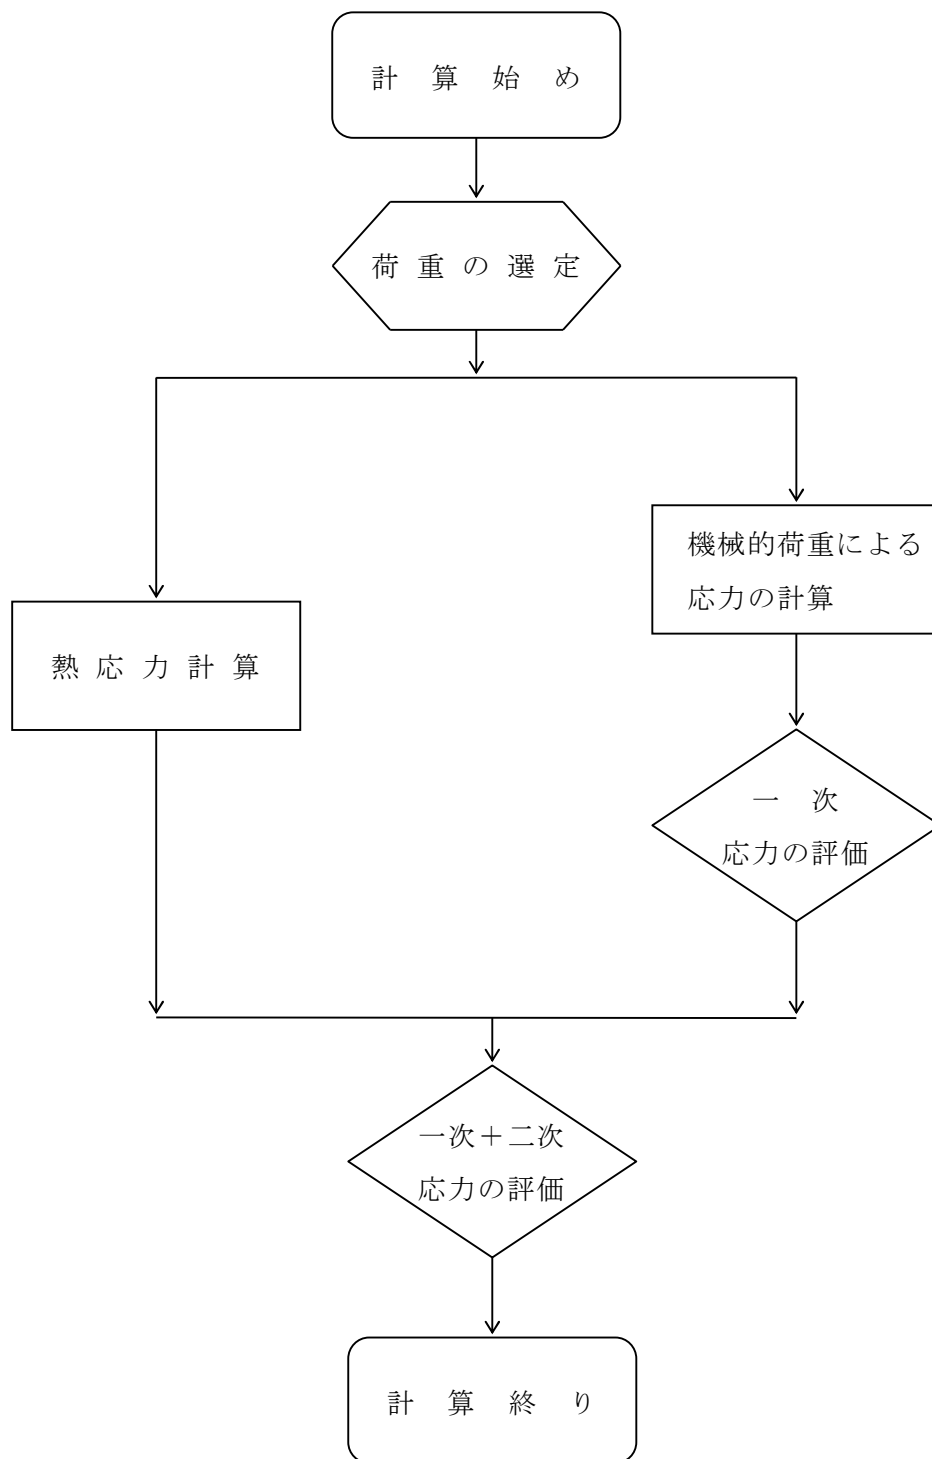 計算始め
荷重の選定
機械的荷重による
応力の計算
熱応力計算
一次
応力の評価
一次＋二次
応力の評価
計算終り